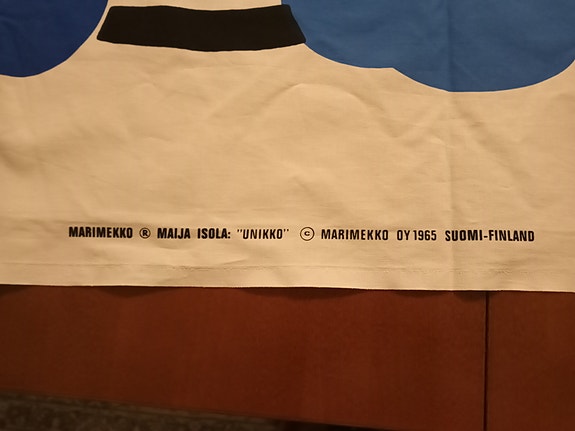 MARIMEKKO ® MAIJA ISOLA: "UNIKKO" © MARIMEKKO OY 1965 SUOMI-FINLAND